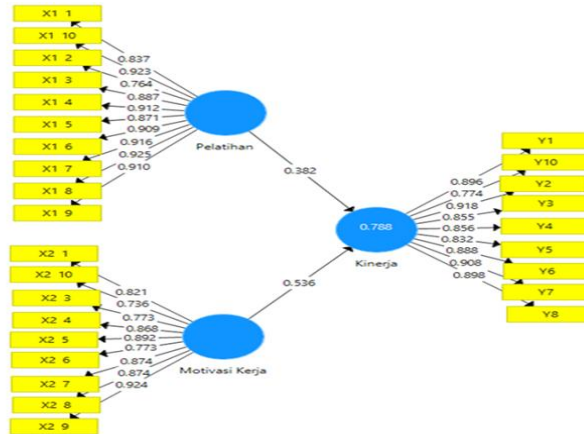 X1 1
X1 10
X1 2
X1 3
X1 4
X1 5
X1 6
X1 7
X1 8
X1 9
0.837
0.923
0.764
0.887
0.912
0.871
0.909
0.916
0.925
0.910
Pelatihan
0.382
X2 1
X2 10
X2 3
X2 4
X2 5
X2 6
X2 7
X2 8
X2 9
0.821
0.736
0.773
0.868
0.892
0.773
0.874
0.874
0.924
Motivasi Kerja
0.536
0.788
Kinerja
0.896
0.774
0.918
0.855
0.856
0.832
0.888
0.908
0.898
Y1
Y10
Y2
Y3
Y4
Y5
Y6
Y7
Y8